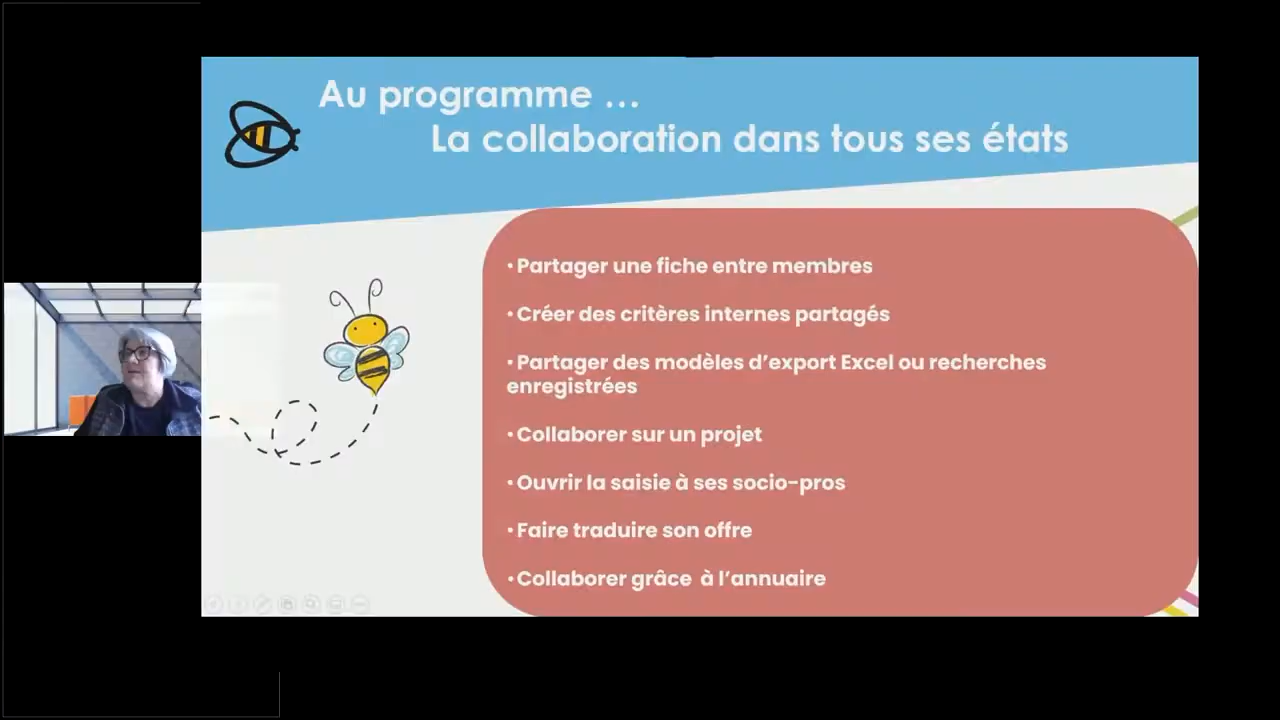 Au programme ...
La collaboration dans tous ses états
• Partager une fiche entre membres
• Créer des critères internes partagés
• Partager des modèles d’export Excel ou recherches
enregistrées
• Collaborer sur un projet
• Ouvrir la saisie à ses socio-pros
• Faire traduire son offre
• Collaborer grâce à l’annuaire